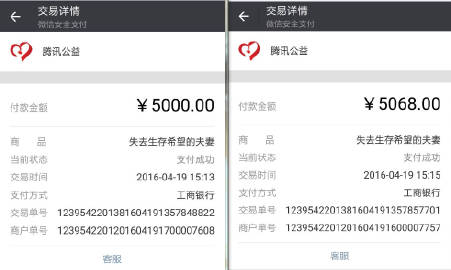 交易详情
微信安全支付
腾讯公益
付款金额 ¥5000.00
商品 失去生存希望的夫妻
当前状态 支付成功
交易时间 2016-04-19 15:13
支付方式 工商银行
交易单号 1239542201381604191357848822
商户单号 1239542201201604191700007608
客服
交易详情
微信安全支付
腾讯公益
付款金额 ¥5068.00
商品 失去生存希望的夫妻
当前状态 支付成功
交易时间 2016-04-19 15:15
支付方式 工商银行
交易单号 1239542201381604191357857701
商户单号 1239542201201604191600007757
客服